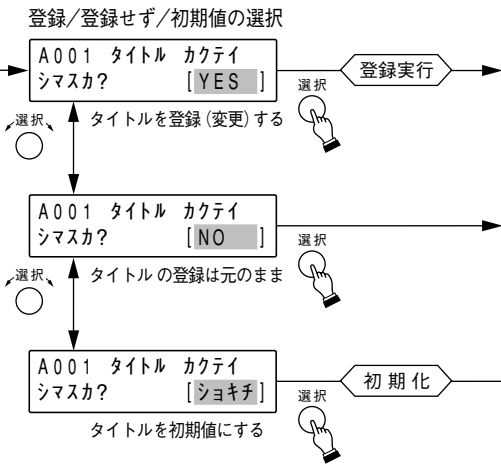 登録/登録せず/初期値の選択
A001 タイトル カクテイ
シマスカ? [YES ]
選択
登録実行
選択
タイトルを登録(変更)する
A001 タイトル カクテイ
シマスカ? [NO ]
選択
選択
タイトルの登録は元のまま
A001 タイトル カクテイ
シマスカ? [ショキチ]
選択
初期化
タイトルを初期値にする